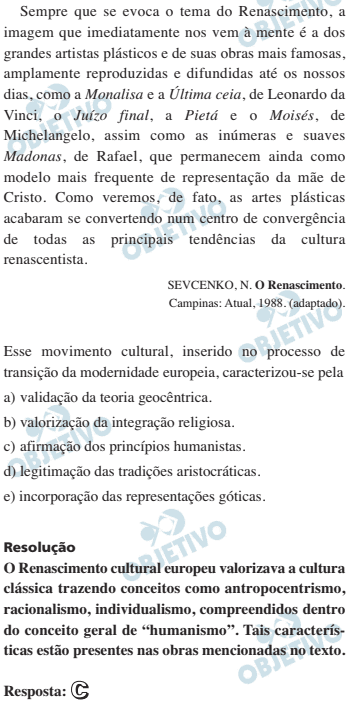 Sempre que se evoca o tema do Renascimento, a
imagem que imediatamente nos vem à mente é a dos
grandes artistas plásticos e de suas obras mais famosas,
amplamente reproduzidas e difundidas até os nossos
dias, como a Monalisa e a Última ceia, de Leonardo da
Vinci, o Juízo final, a Pietá e o Moisés, de
Michelangelo, assim como as inúmeras e suaves
Madonas, de Rafael, que permanecem ainda como
modelo mais frequente de representação da mãe de
Cristo. Como veremos, de fato, as artes plásticas
acabaram se convertendo num centro de convergência
de todas as principais tendências da cultura
renascentista.
SEVCENKO, N. O Renascimento.
Campinas: Atual, 1988. (adaptado).
Esse movimento cultural, inserido no processo de
transição da modernidade europeia, caracterizou-se pela
a) validação da teoria geocêntrica.
b) valorização da integração religiosa.
c) afirmação dos princípios humanistas.
d) legitimação das tradições aristocráticas.
e) incorporação das representações góticas.
Resolução
O Renascimento cultural europeu valorizava a cultura
clássica trazendo conceitos como antropocentrismo,
racionalismo, individualismo, compreendidos dentro
do conceito geral de “humanismo”. Tais caracterís-
ticas estão presentes nas obras mencionadas no texto.
Resposta: C
OBJETIVO
OBJETIVO
OBJETIVO
OBJETIVO
OBJETIVO
OBJETIVO
OBJETIVO